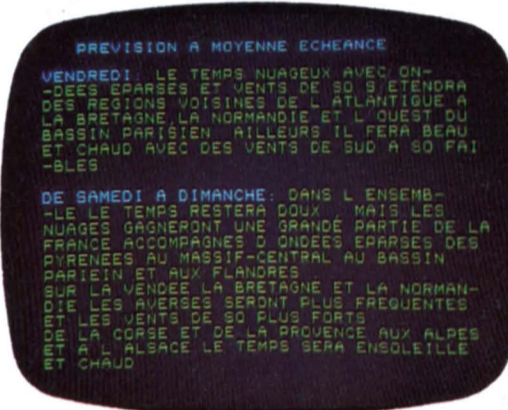 PREVISION A MOYENNE ECHEANCE
VENDREDI: LE TEMPS NUAGEUX AVEC ON-
-DEES EPARSES ET VENTS DE SO S/ETENDRA
DES REGIONS VOISINES DE L ATLANTIQUE A
LA BRETAGNE,LA NORMANDIE ET L'OUEST DU
BASSIN PARISIEN AILLEURS IL FERA BEAU
ET CHAUD AVEC DES VENTS DE SUD A SO FAI
-BLES
DE SAMEDI A DIMANCHE: DANS L ENSEMB-
-LE LE TEMPS RESTERA DOUX , MAIS LES
NUAGES GAGNERONT UNE GRANDE PARTIE DE LA
FRANCE ACCOMPAGNES D ONDEES EPARSES DES
PYRENEES AU MASSIF-CENTRAL AU BASSIN
PARIEIN ET AUX FLANDRES
SUR LA VENDEE LA BRETAGNE ET LA NORMAN-
DIE LES AVERSES SERONT PLUS FREQUENTES
ET LES VENTS DE SO PLUS FORTS
DE LA CORSE ET DE LA PROVENCE AUX ALPES
ET A L ALSACE LE TEMPS SERA ENSOLEILLE
ET CHAUD